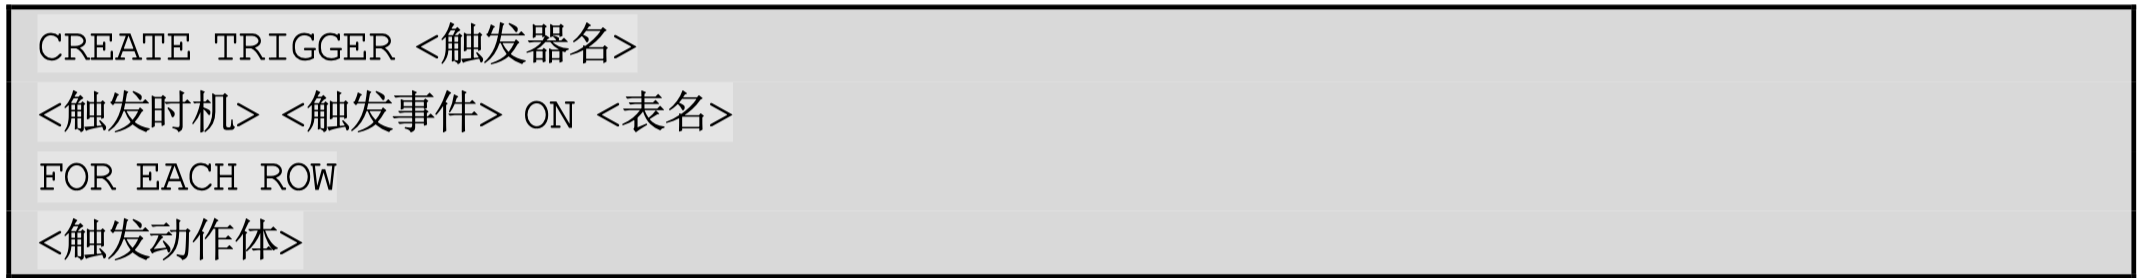 CREATE TRIGGER <触发器名>
<触发时机> <触发事件> ON <表名>
FOR EACH ROW
<触发动作体>